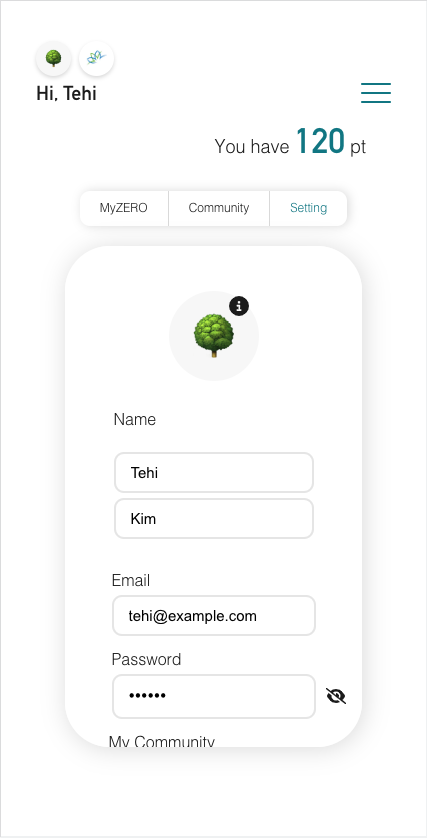 Hi, Tehi
You have 120 pt
MyZERO Community Setting
i
Name
Tehi
Kim
Email
tehi@example.com
Password
••••••
My Community